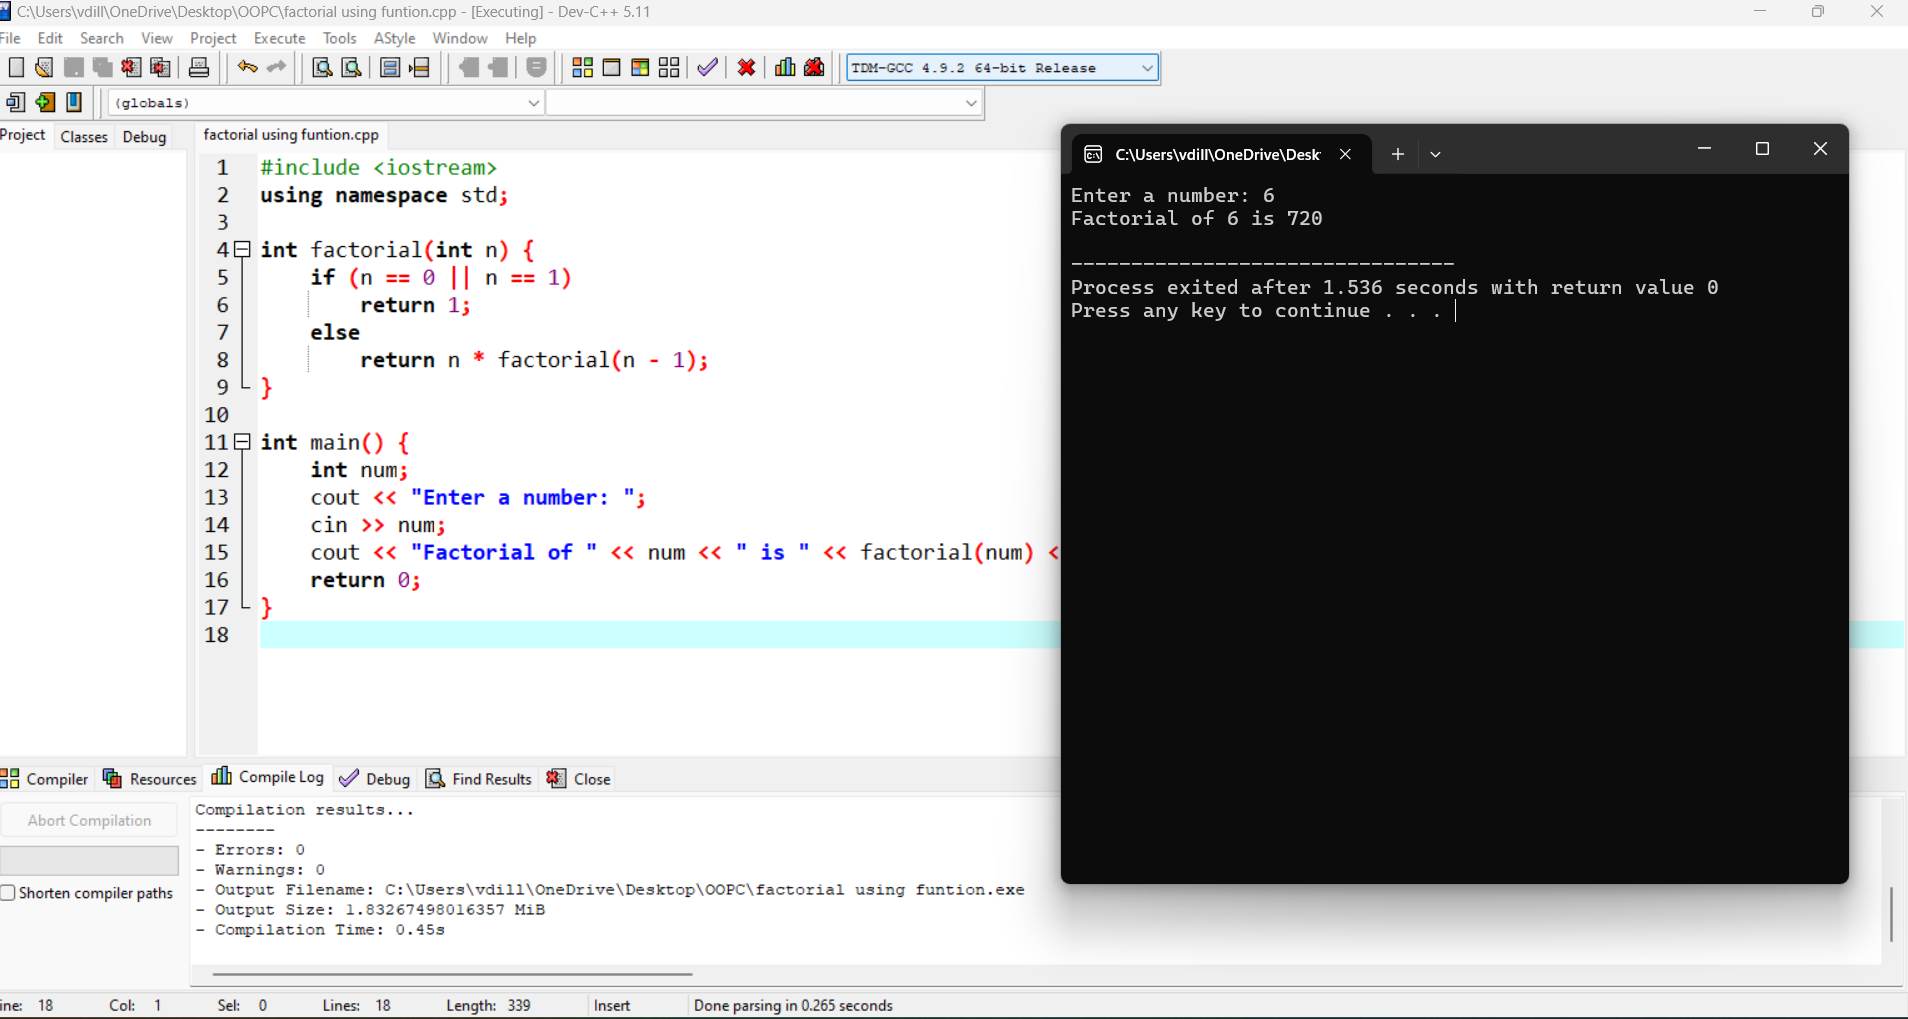 C:\Users\vdill\OneDrive\Desktop\OOPC\factorial using funtion.cpp - [Executing] - Dev-C++ 5.11
File Edit Search View Project Execute Tools AStyle Window Help
TDM-GCC 4.9.2 64-bit Release
(globals)
Project Classes Debug
factorial using funtion.cpp
1 #include <iostream>
2 using namespace std;
3
4 int factorial(int n) {
5 if (n == 0 || n == 1)
6 return 1;
7 else
8 return n * factorial(n - 1);
9 }
10
11 int main() {
12 int num;
13 cout << "Enter a number: ";
14 cin >> num;
15 cout << "Factorial of " << num << " is " << factorial(num) <
16 return 0;
17 }
18
C:\Users\vdill\OneDrive\Desk
Enter a number: 6
Factorial of 6 is 720
--------------------------------
Process exited after 1.536 seconds with return value 0
Press any key to continue . . .
Compiler Resources Compile Log Debug Find Results Close
Abort Compilation
Shorten compiler paths
Compilation results...
--------
- Errors: 0
- Warnings: 0
- Output Filename: C:\Users\vdill\OneDrive\Desktop\OOPC\factorial using funtion.exe
- Output Size: 1.83267498016357 MiB
- Compilation Time: 0.45s
ine: 18 Col: 1 Sel: 0 Lines: 18 Length: 339 Insert Done parsing in 0.265 seconds